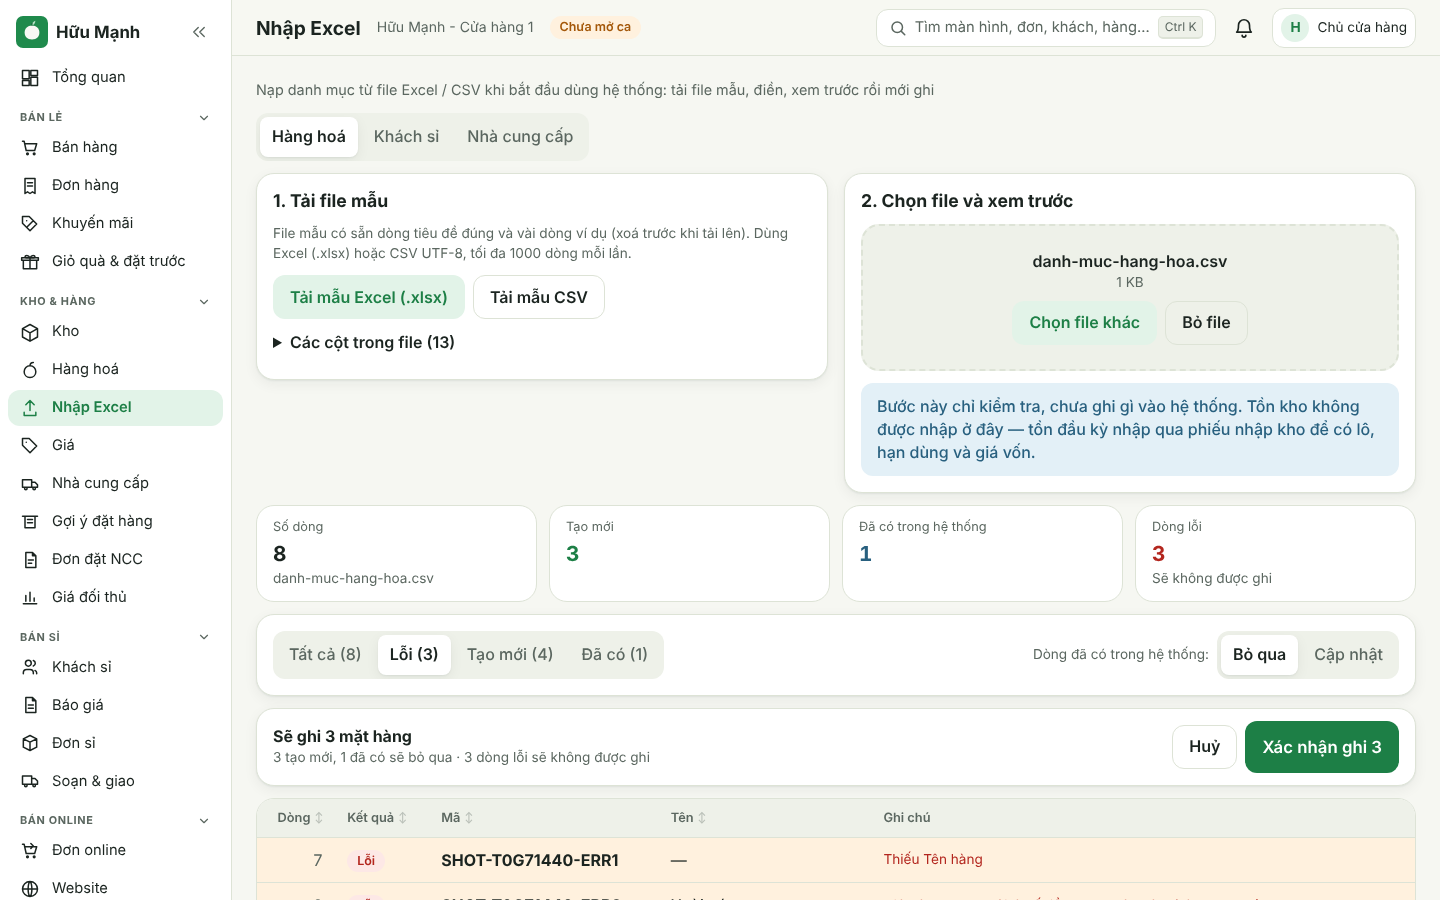 Hữu Mạnh
Tổng quan
BÁN LẺ
Bán hàng
Đơn hàng
Khuyến mãi
Giỏ quà & đặt trước
KHO & HÀNG
Kho
Hàng hoá
Nhập Excel
Giá
Nhà cung cấp
Gợi ý đặt hàng
Đơn đặt NCC
Giá đối thủ
BÁN SỈ
Khách sỉ
Báo giá
Đơn sỉ
Soạn & giao
BÁN ONLINE
Đơn online
Website
Nhập Excel Hữu Mạnh - Cửa hàng 1 Chưa mở ca Tìm màn hình, đơn, khách, hàng... Ctrl K H Chủ cửa hàng
Nạp danh mục từ file Excel / CSV khi bắt đầu dùng hệ thống: tải file mẫu, điền, xem trước rồi mới ghi
Hàng hoá Khách sỉ Nhà cung cấp
1. Tải file mẫu
File mẫu có sẵn dòng tiêu đề đúng và vài dòng ví dụ (xoá trước khi tải lên). Dùng
Excel (.xlsx) hoặc CSV UTF-8, tối đa 1000 dòng mỗi lần.
Tải mẫu Excel (.xlsx) Tải mẫu CSV
Các cột trong file (13)
2. Chọn file và xem trước
danh-muc-hang-hoa.csv
1 KB
Chọn file khác Bỏ file
Bước này chỉ kiểm tra, chưa ghi gì vào hệ thống. Tồn kho không
được nhập ở đây — tồn đầu kỳ nhập qua phiếu nhập kho để có lô,
hạn dùng và giá vốn.
Số dòng
8
danh-muc-hang-hoa.csv
Tạo mới
3
Đã có trong hệ thống
1
Dòng lỗi
3
Sẽ không được ghi
Tất cả (8) Lỗi (3) Tạo mới (4) Đã có (1) Dòng đã có trong hệ thống: Bỏ qua Cập nhật
Sẽ ghi 3 mặt hàng
3 tạo mới, 1 đã có sẽ bỏ qua · 3 dòng lỗi sẽ không được ghi
Huỷ Xác nhận ghi 3
Dòng Kết quả Mã Tên Ghi chú
7 Lỗi SHOT-T0G71440-ERR1 — Thiếu Tên hàng